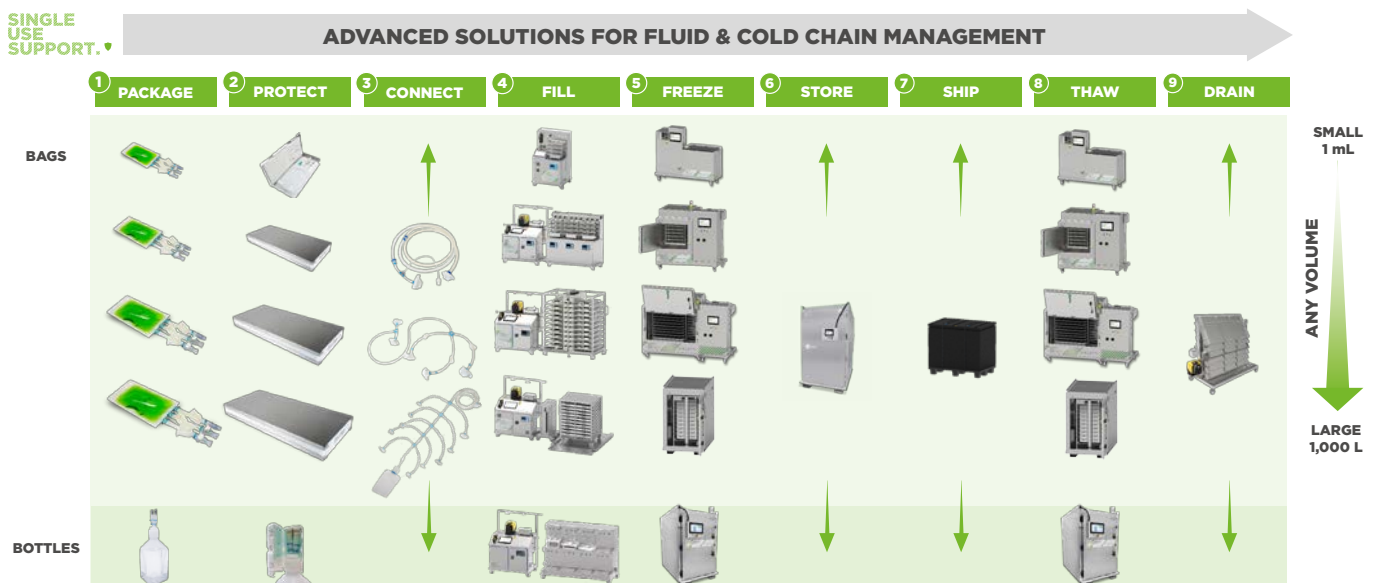 SINGLE
USE
SUPPORT.
ADVANCED SOLUTIONS FOR FLUID & COLD CHAIN MANAGEMENT
1 PACKAGE
2 PROTECT
3 CONNECT
4 FILL
5 FREEZE
6 STORE
7 SHIP
8 THAW
9 DRAIN
BAGS
SMALL
1 mL
ANY VOLUME
LARGE
1,000 L
BOTTLES